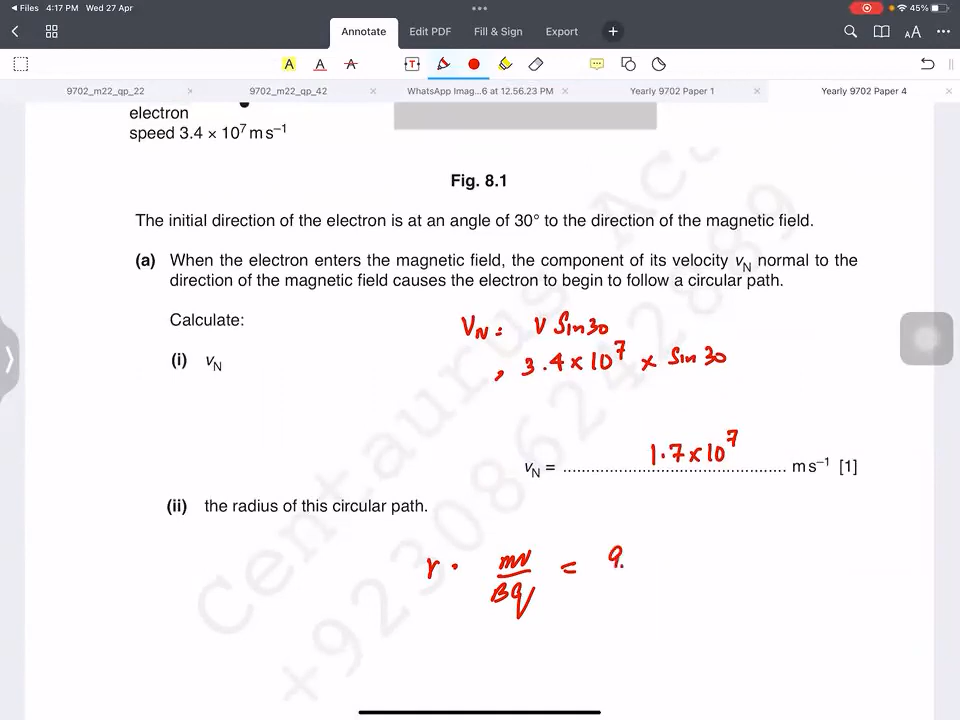 Files 4:17 PM Wed 27 Apr 45%
Annotate Edit PDF Fill & Sign Export
9702_m22_qp_22 9702_m22_qp_42 WhatsApp Imag...6 at 12.56.23 PM Yearly 9702 Paper 1 Yearly 9702 Paper 4
electron
speed 3.4 × 10⁷ m s⁻¹
Fig. 8.1
The initial direction of the electron is at an angle of 30° to the direction of the magnetic field.
(a) When the electron enters the magnetic field, the component of its velocity v_N normal to the
direction of the magnetic field causes the electron to begin to follow a circular path.
Calculate:
V_N = V Sin 30
(i) v_N
, 3.4 × 10⁷ × Sin 30
1.7 × 10⁷
v_N = ................................................ m s⁻¹ [1]
(ii) the radius of this circular path.
r . mv / Bq = 9.
Centaurus Ac
+923086242889